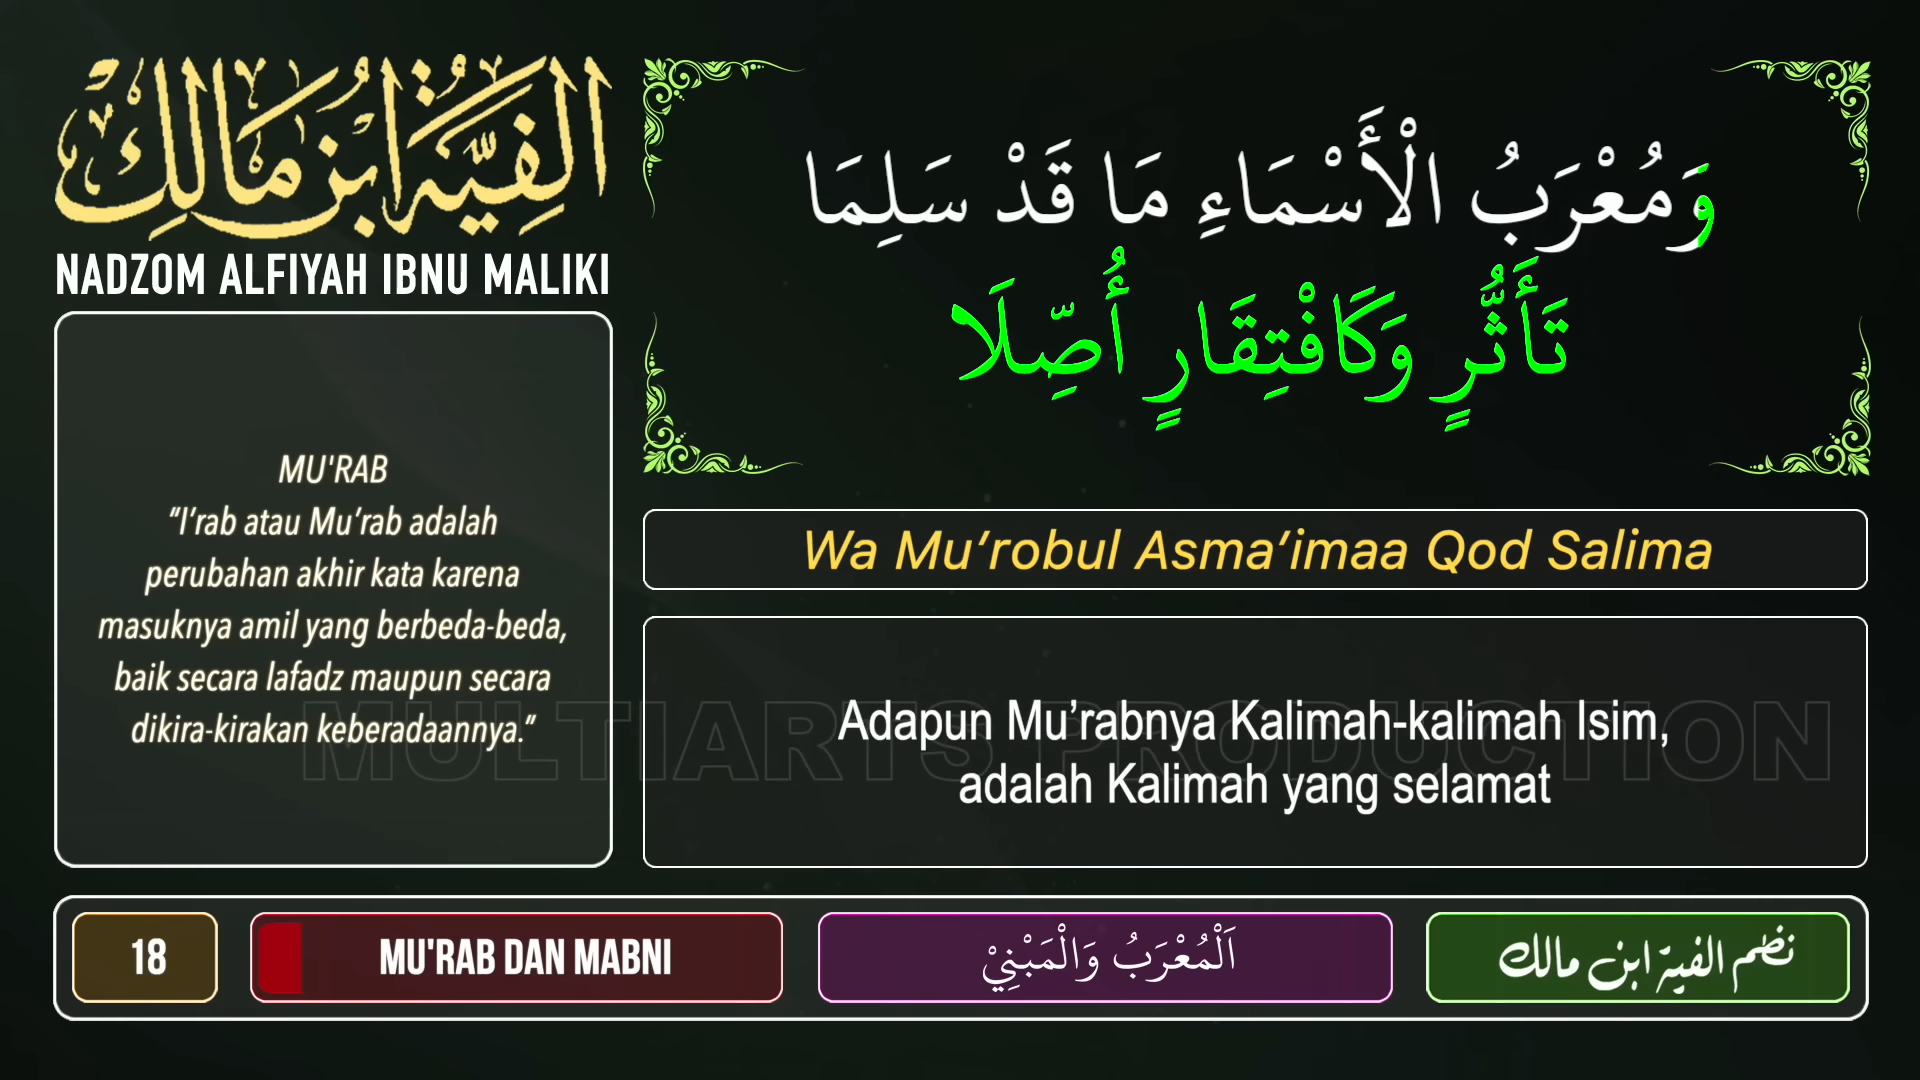 الفية ابن مالك
NADZOM ALFIYAH IBNU MALIKI
MU'RAB
“I’rab atau Mu’rab adalah
perubahan akhir kata karena
masuknya amil yang berbeda-beda,
baik secara lafadz maupun secara
dikira-kirakan keberadaannya.”
وَمُعْرَبُ الْأَسْمَاءِ مَا قَدْ سَلِمَا
تَأَثُّرٍ وَكَافْتِقَارٍ أُصِّلَا
Wa Mu’robul Asma‘imaa Qod Salima
Adapun Mu’rabnya Kalimah-kalimah Isim,
adalah Kalimah yang selamat
MULTIARTS PRODUCTION
18
MU'RAB DAN MABNI
اَلْمُعْرَبُ وَالْمَبْنِيْ
نظم الفية ابن مالك